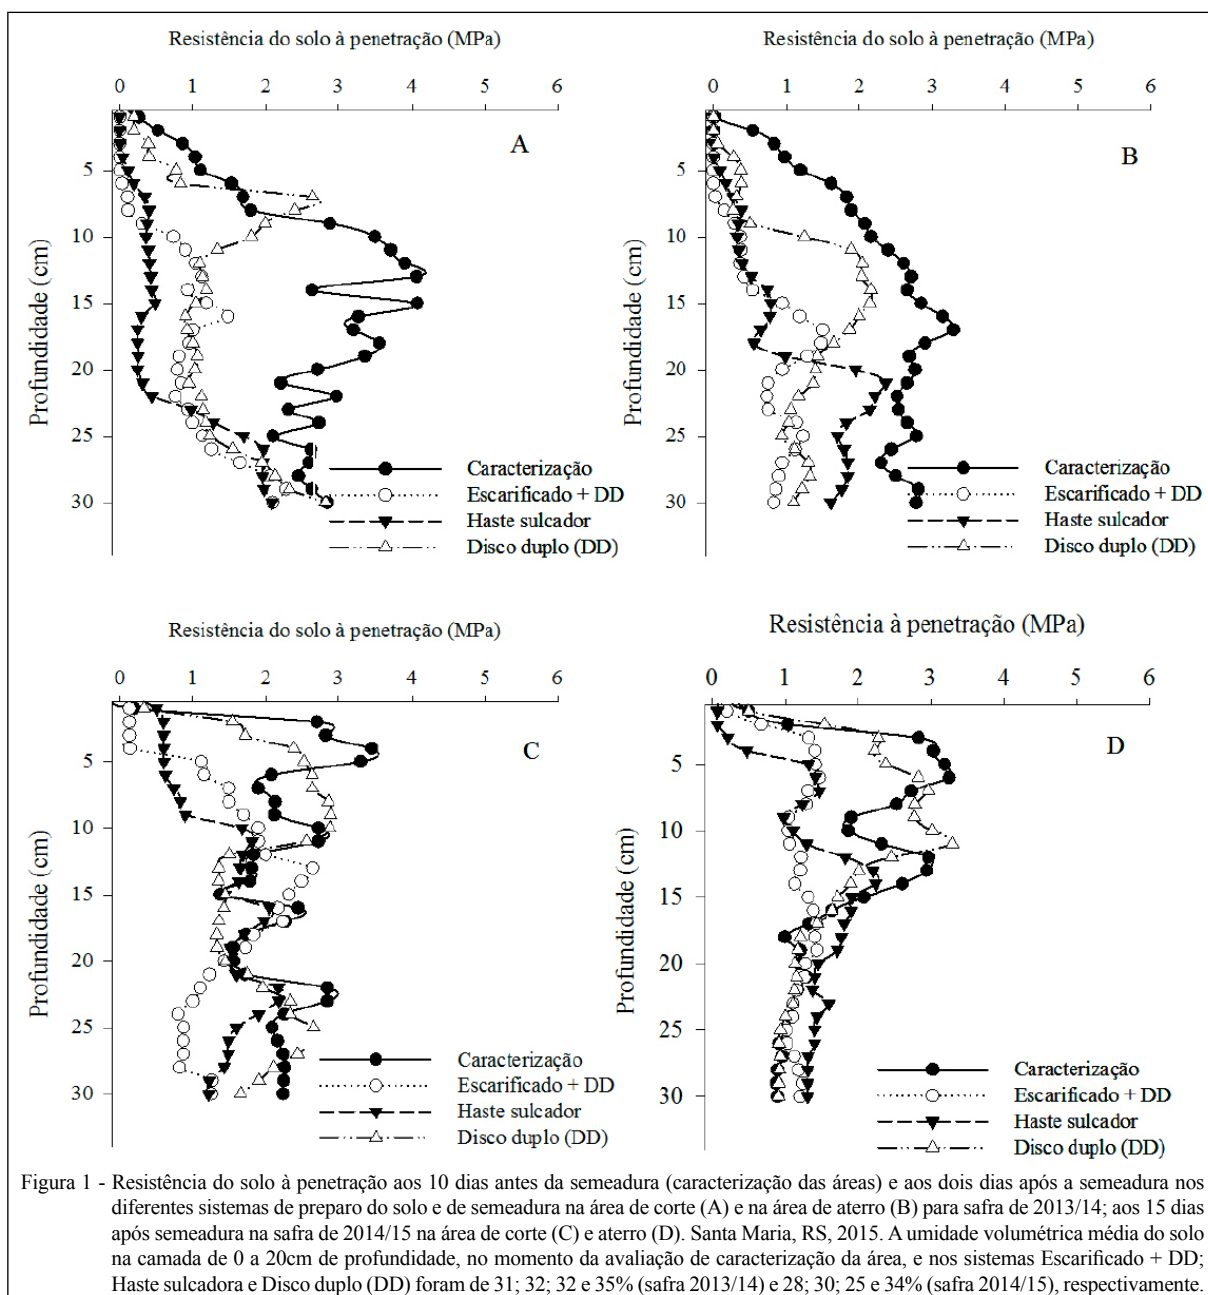 Resistência do solo à penetração (MPa)
0 1 2 3 4 5 6
A
Profundidade (cm)
5
10
15
20
25
30
Caracterização
Escarificado + DD
Haste sulcador
Disco duplo (DD)
Resistência do solo à penetração (MPa)
0 1 2 3 4 5 6
B
Profundidade (cm)
5
10
15
20
25
30
Caracterização
Escarificado + DD
Haste sulcador
Disco duplo (DD)
Resistência do solo à penetração (MPa)
0 1 2 3 4 5 6
C
Profundidade (cm)
5
10
15
20
25
30
Caracterização
Escarificado + DD
Haste sulcador
Disco duplo (DD)
Resistência à penetração (MPa)
0 1 2 3 4 5 6
D
Profundidade (cm)
5
10
15
20
25
30
Caracterização
Escarificado + DD
Haste sulcador
Disco duplo (DD)
Figura 1 - Resistência do solo à penetração aos 10 dias antes da semeadura (caracterização das áreas) e aos dois dias após a semeadura nos
diferentes sistemas de preparo do solo e de semeadura na área de corte (A) e na área de aterro (B) para safra de 2013/14; aos 15 dias
após semeadura na safra de 2014/15 na área de corte (C) e aterro (D). Santa Maria, RS, 2015. A umidade volumétrica média do solo
na camada de 0 a 20cm de profundidade, no momento da avaliação de caracterização da área, e nos sistemas Escarificado + DD;
Haste sulcadora e Disco duplo (DD) foram de 31; 32; 32 e 35% (safra 2013/14) e 28; 30; 25 e 34% (safra 2014/15), respectivamente.